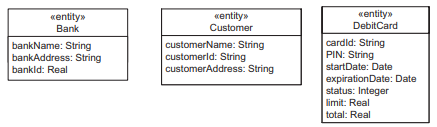 «entity»
Bank
bankName: String
bankAddress: String
bankId: Real
«entity»
Customer
customerName: String
customerId: String
customerAddress: String
«entity»
DebitCard
cardId: String
PIN: String
startDate: Date
expirationDate: Date
status: Integer
limit: Real
total: Real